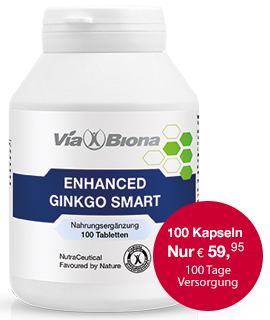 Via Biona
ENHANCED
GINKGO SMART
Nahrungsergänzung
100 Tabletten
NutraCeutical
Favoured by Nature
100 Kapseln
Nur € 59,95
100 Tage
Versorgung